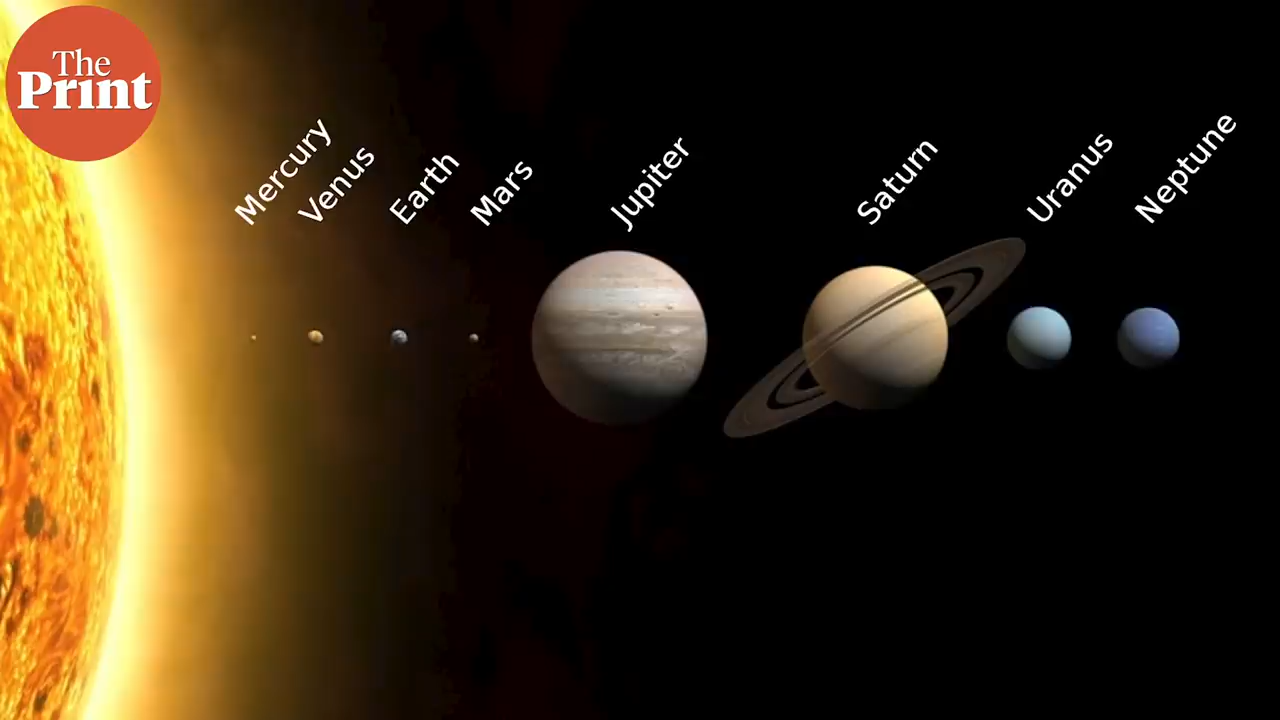 The
Print
Mercury
Venus
Earth
Mars
Jupiter
Saturn
Uranus
Neptune